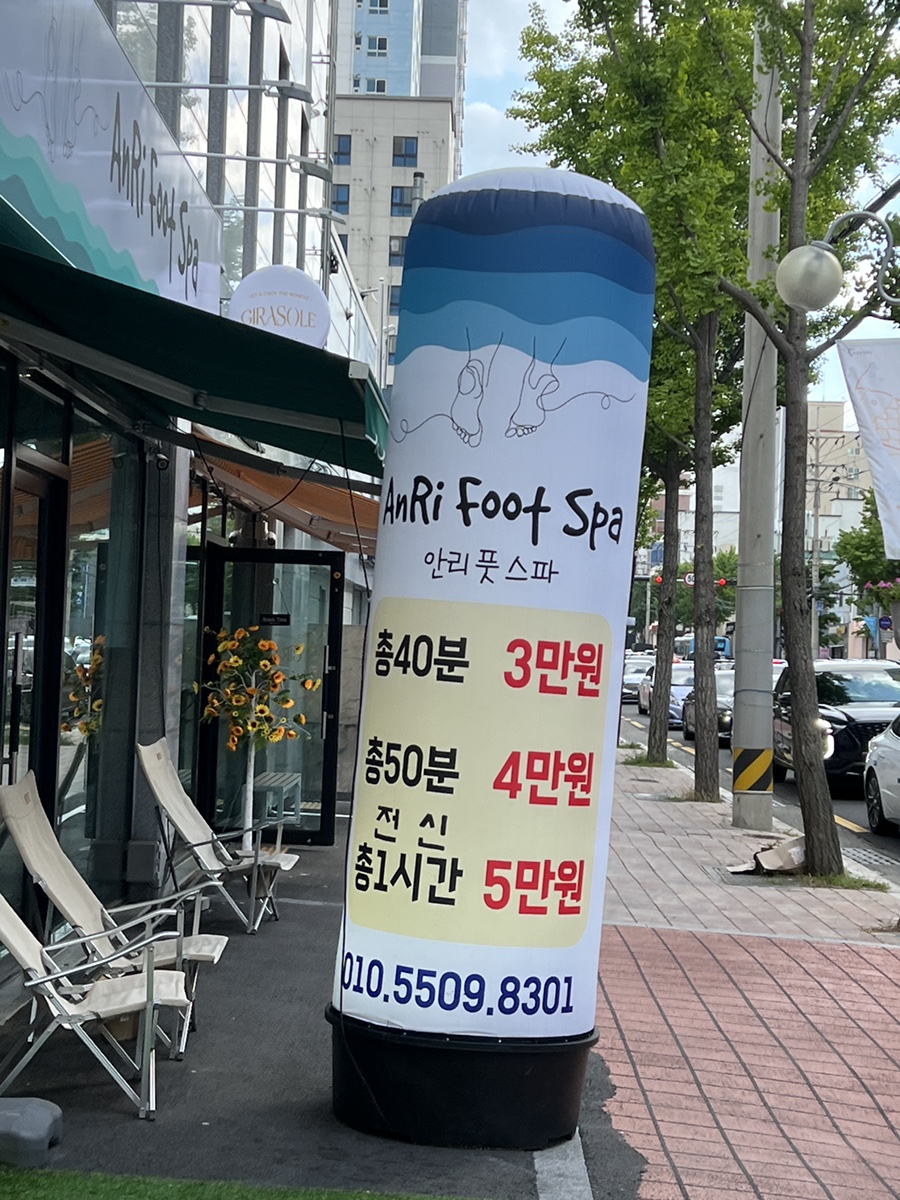 AnRi Foot Spa
GIRASOLE
AnRi Foot Spa
안리 풋 스파
총40분 3만원
총50분 4만원
전 신
총1시간 5만원
010.5509.8301